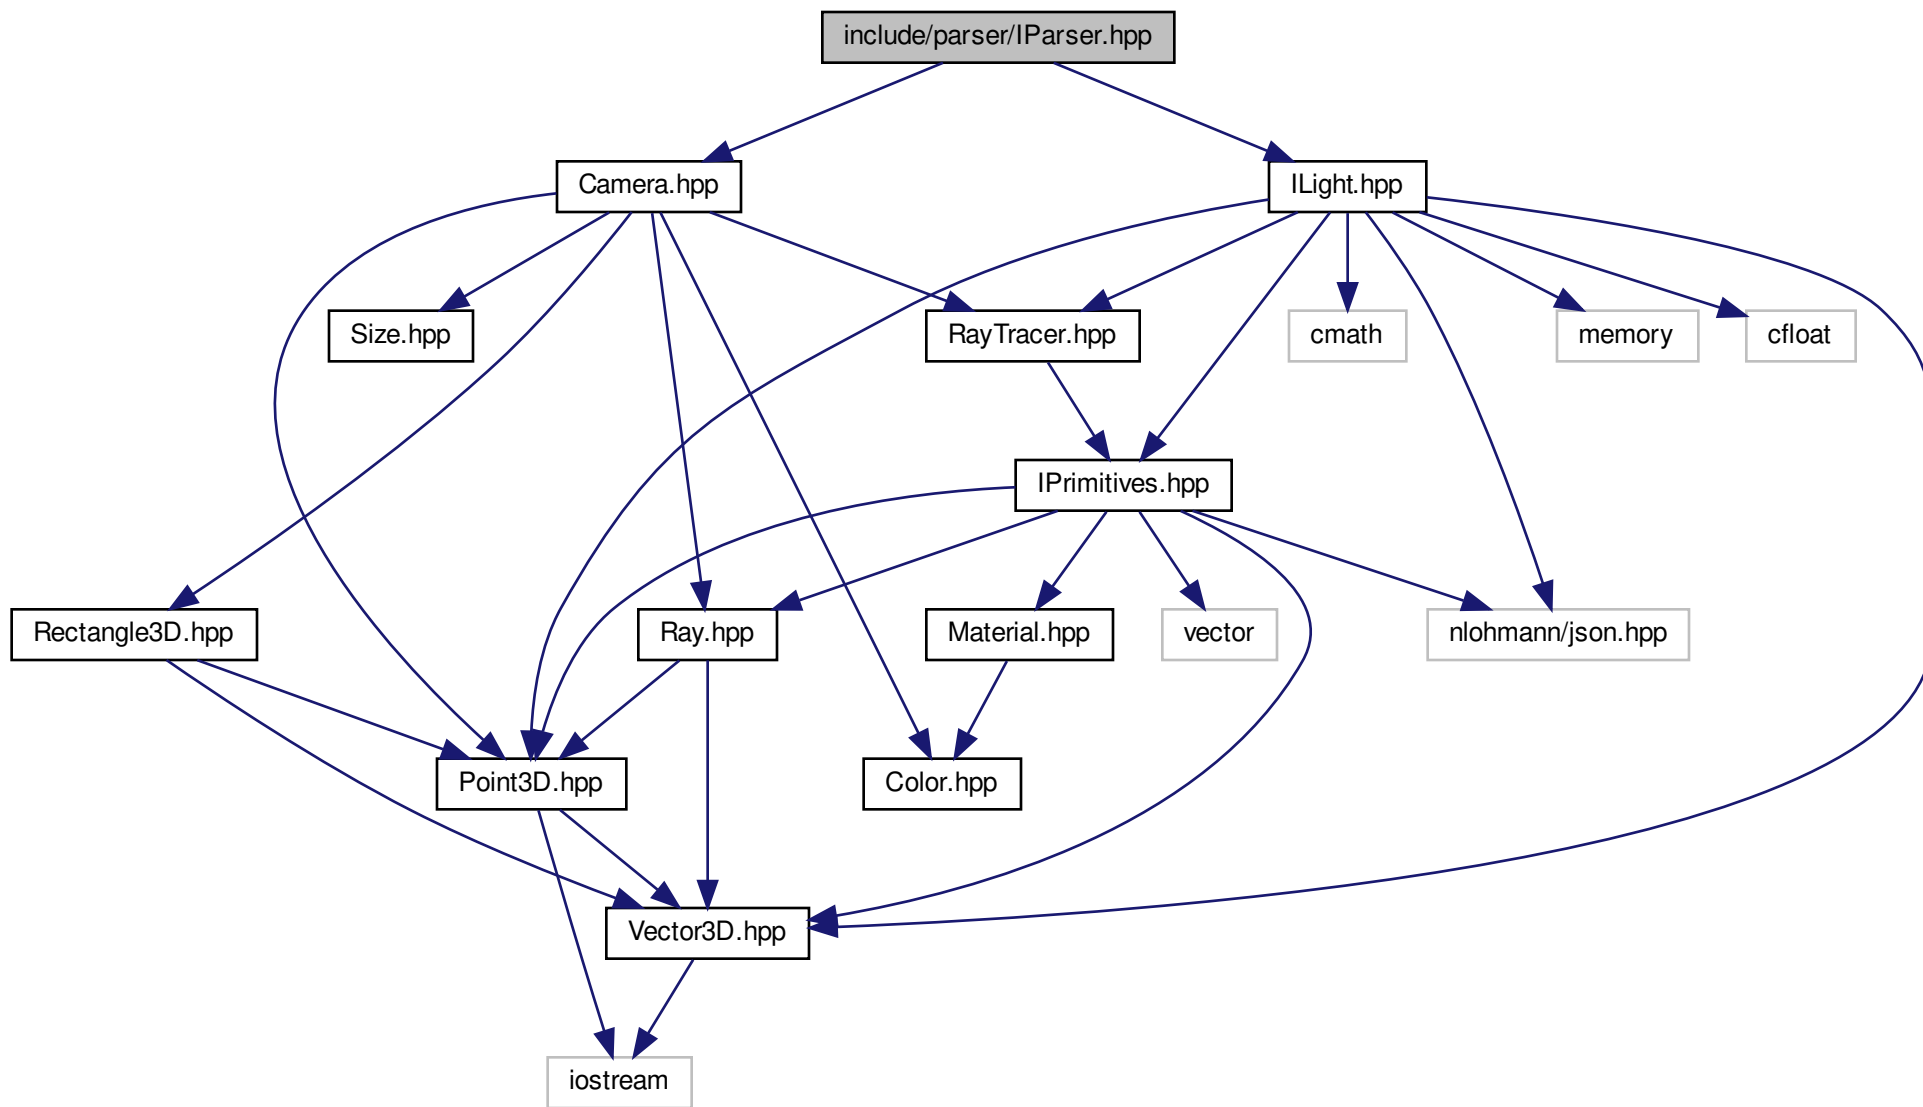 include/parser/IParser.hpp
Camera.hpp
ILight.hpp
Size.hpp
RayTracer.hpp
cmath
memory
cfloat
IPrimitives.hpp
Rectangle3D.hpp
Ray.hpp
Material.hpp
vector
nlohmann/json.hpp
Point3D.hpp
Color.hpp
Vector3D.hpp
iostream